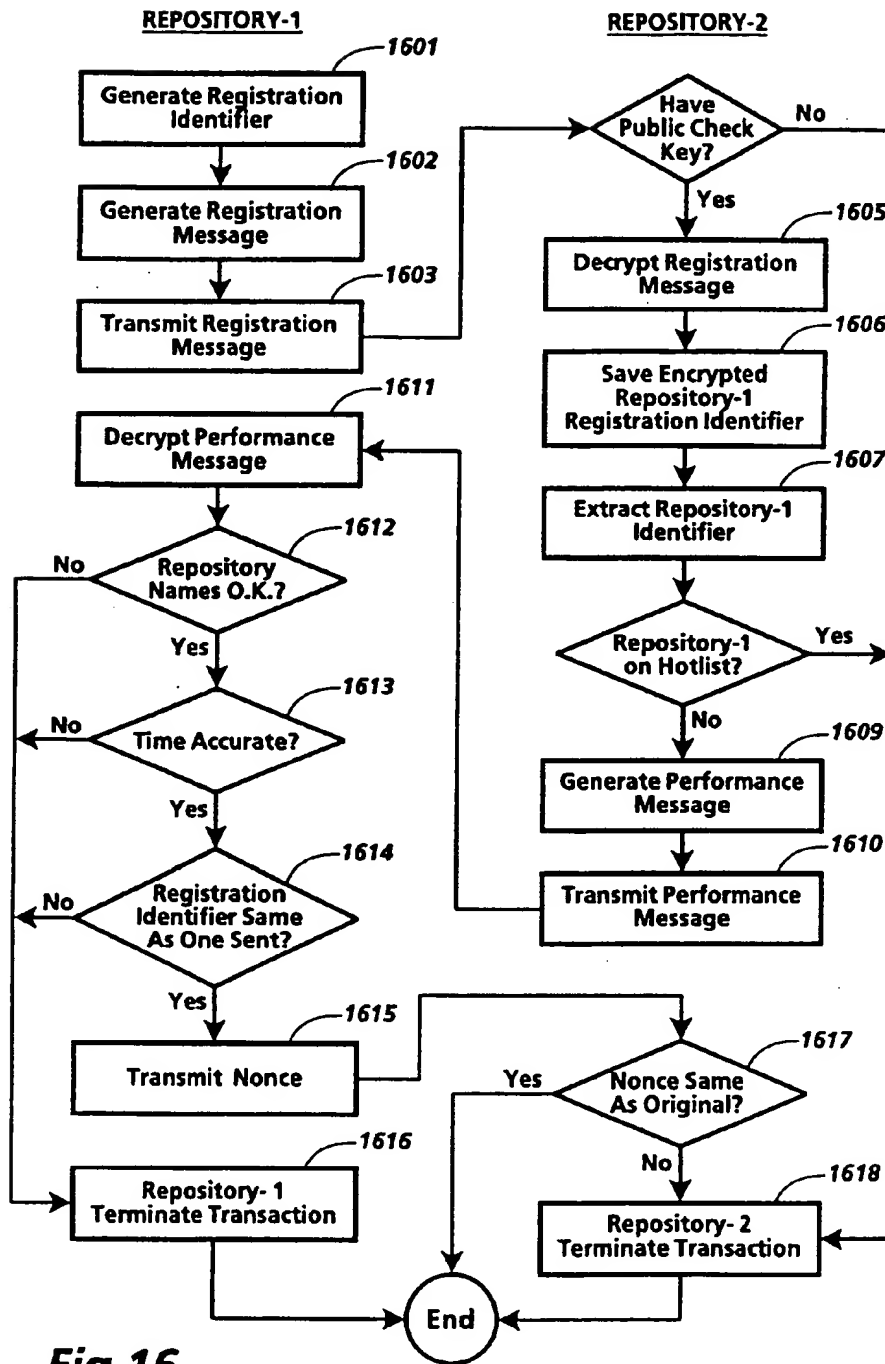 REPOSITORY-1
1601
Generate Registration
Identifier
1602
Generate Registration
Message
1603
Transmit Registration
Message
1611
Decrypt Performance
Message
1612
No
Repository
Names O.K.?
Yes
1613
No
Time Accurate?
Yes
1614
No
Registration
Identifier Same
As One Sent?
Yes
1615
Transmit Nonce
1616
Repository- 1
Terminate Transaction
REPOSITORY-2
Have
Public Check
Key?
No
Yes
1605
Decrypt Registration
Message
1606
Save Encrypted
Repository-1
Registration Identifier
1607
Extract Repository-1
Identifier
Repository-1
on Hotlist?
Yes
No
1609
Generate Performance
Message
1610
Transmit Performance
Message
1617
Yes
Nonce Same
As Original?
No
1618
Repository- 2
Terminate Transaction
End
Fig.16